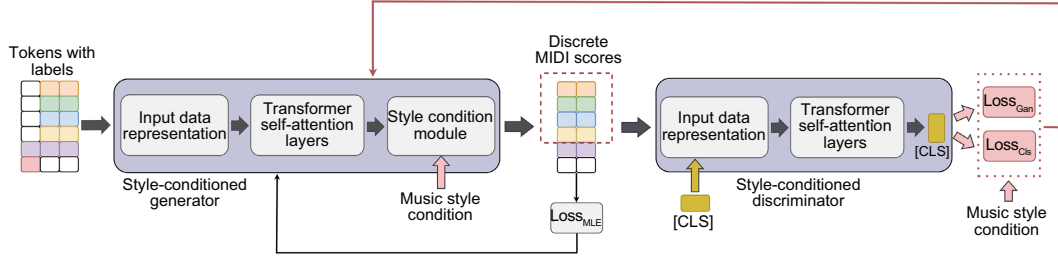 Tokens with
labels
Input data
representation
Transformer
self-attention
layers
Style condition
module
Style-conditioned
generator
Music style
condition
Discrete
MIDI scores
Loss_MLE
Input data
representation
Transformer
self-attention
layers
[CLS]
[CLS]
Style-conditioned
discriminator
Loss_Gan
Loss_Cls
Music style
condition